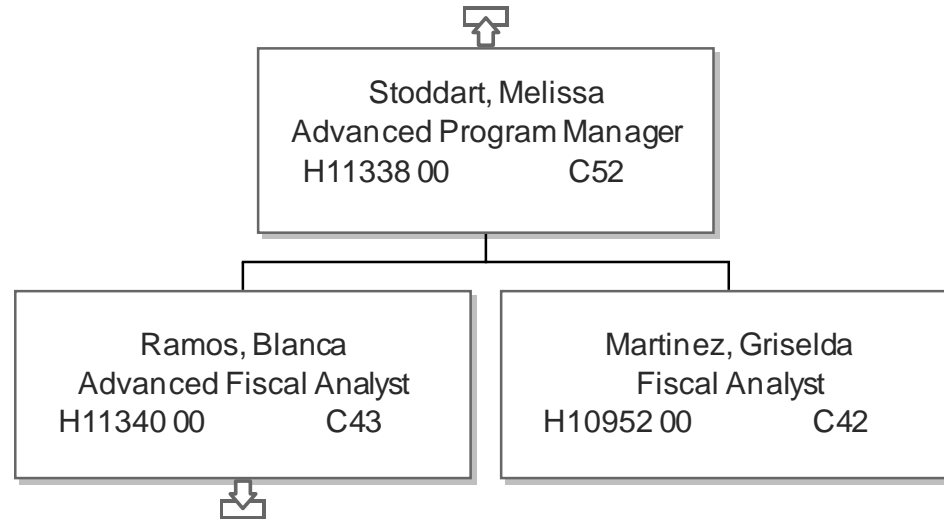 Stoddart, Melissa
Advanced Program Manager
H11338 00 C52
Ramos, Blanca
Advanced Fiscal Analyst
H11340 00 C43
Martinez, Griselda
Fiscal Analyst
H10952 00 C42